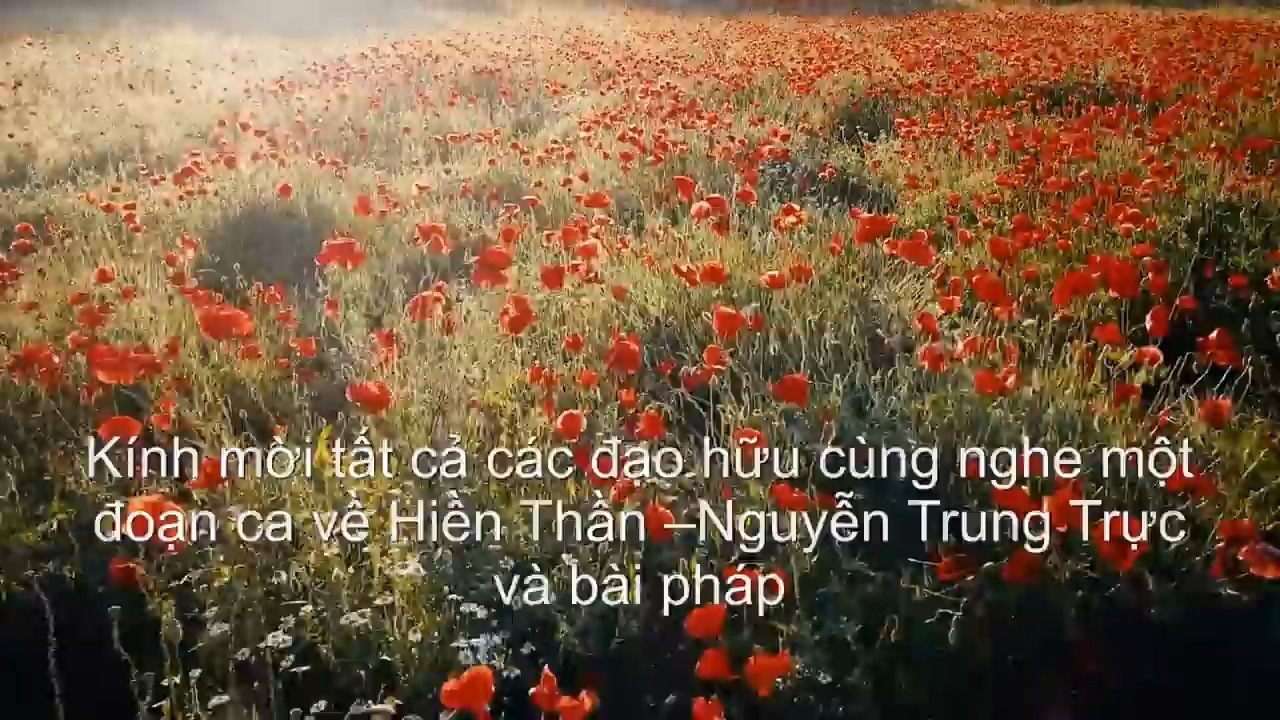 Kính mời tất cả các đạo hữu cùng nghe một
đoạn ca về Hiền Thần –Nguyễn Trung Trực
và bài pháp